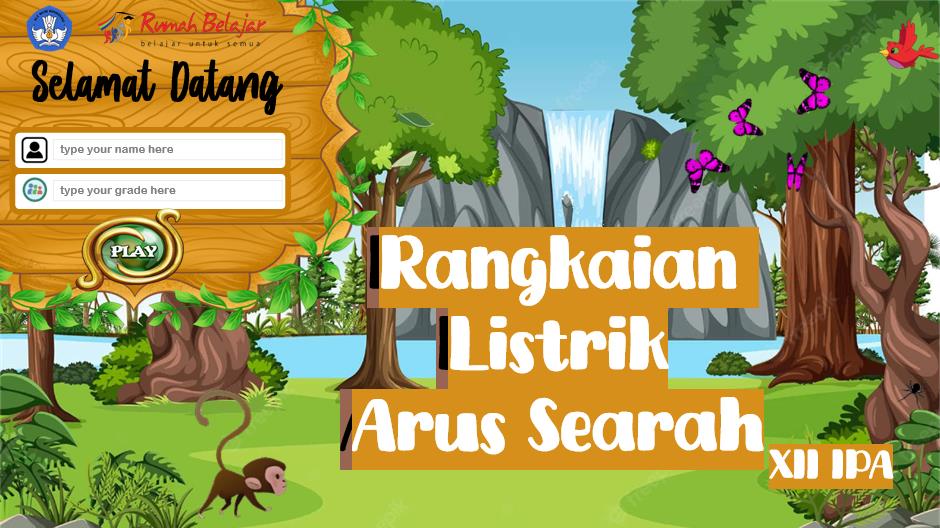 Rumah Belajar
belajar untuk semua
Selamat Datang
type your name here
type your grade here
PLAY
Rangkaian
Listrik
Arus Searah
XII IPA